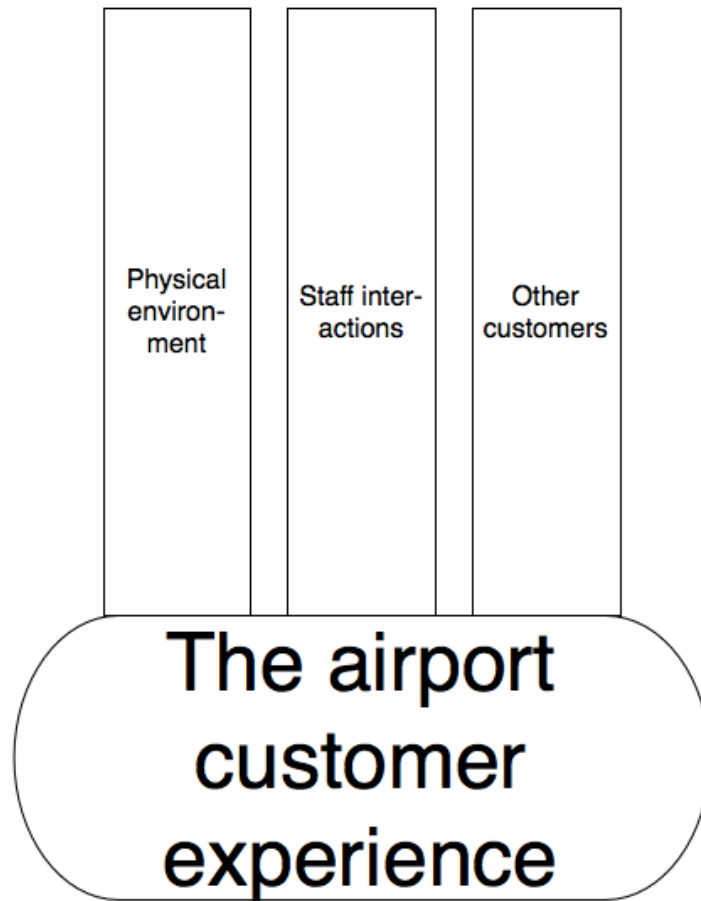 Physical
environ-
ment
Staff inter-
actions
Other
customers
The airport
customer
experience